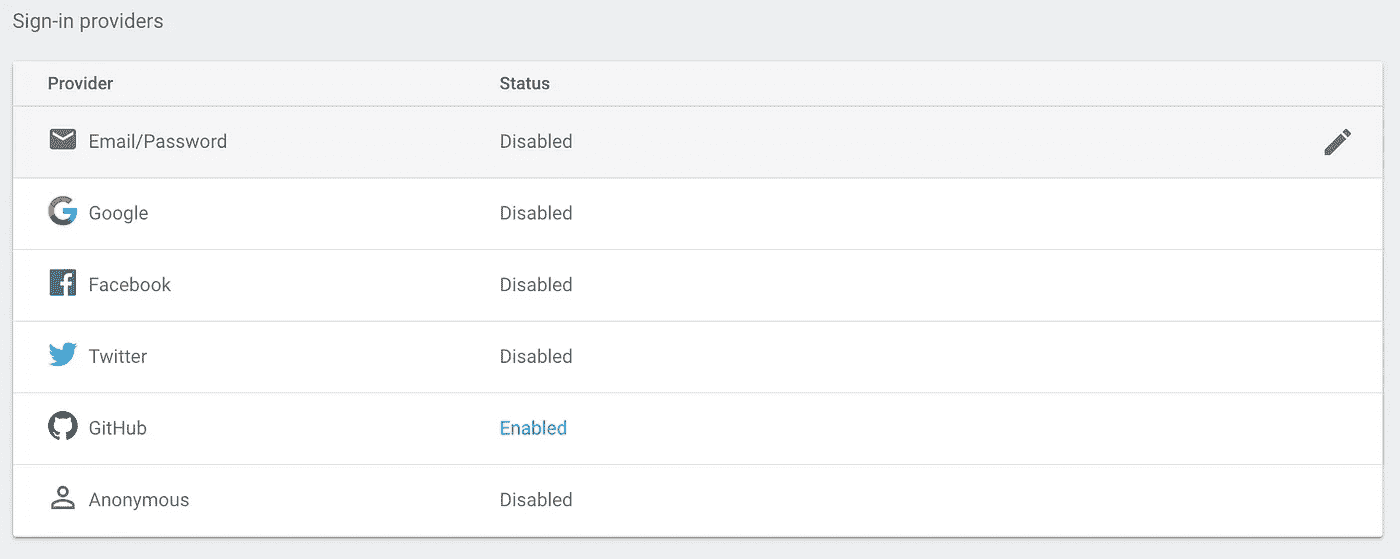 Sign-in providers
Provider Status
Email/Password Disabled
Google Disabled
Facebook Disabled
Twitter Disabled
GitHub Enabled
Anonymous Disabled